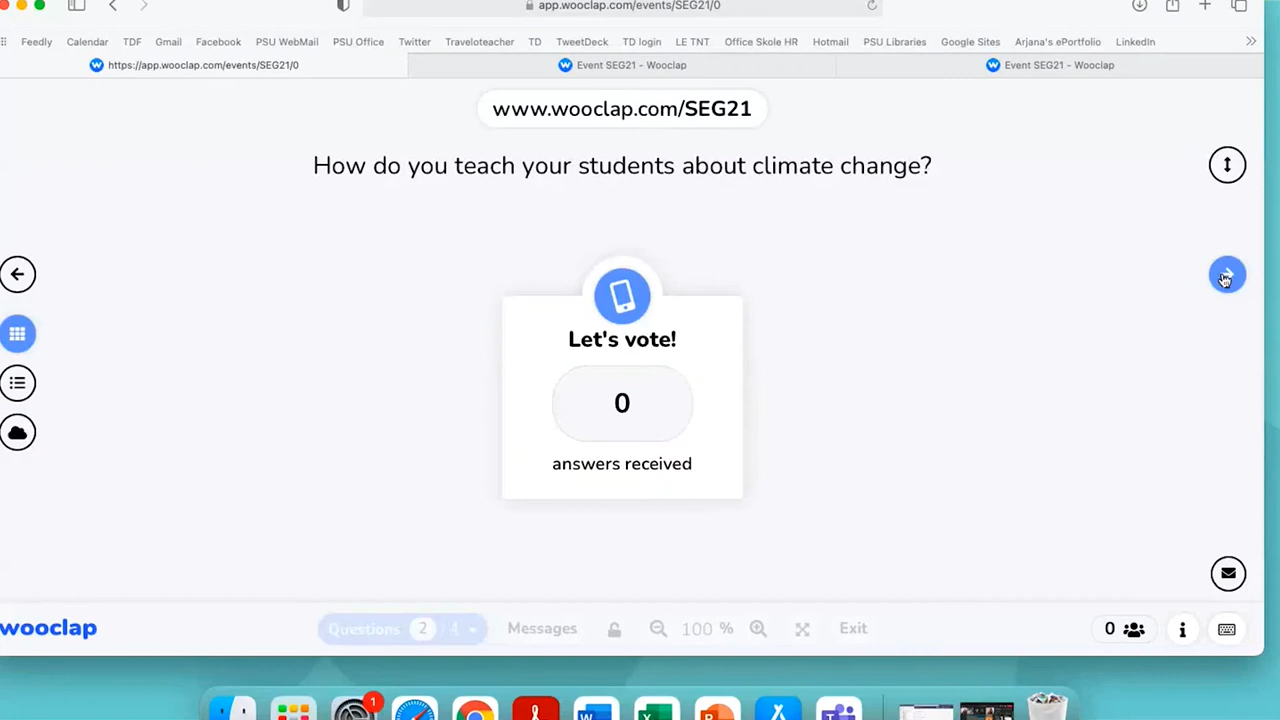 app.wooclap.com/events/SEG21/0
Feedly Calendar TDF Gmail Facebook PSU WebMail PSU Office Twitter Traveloteacher TD TweetDeck TD login LE TNT Office Skole HR Hotmail PSU Libraries Google Sites Arjana's ePortfolio LinkedIn
https://app.wooclap.com/events/SEG21/0 Event SEG21 - Wooclap Event SEG21 - Wooclap
www.wooclap.com/SEG21
How do you teach your students about climate change?
Let's vote!
0
answers received
wooclap Questions 2 / 4 Messages 100 % Exit 0
1